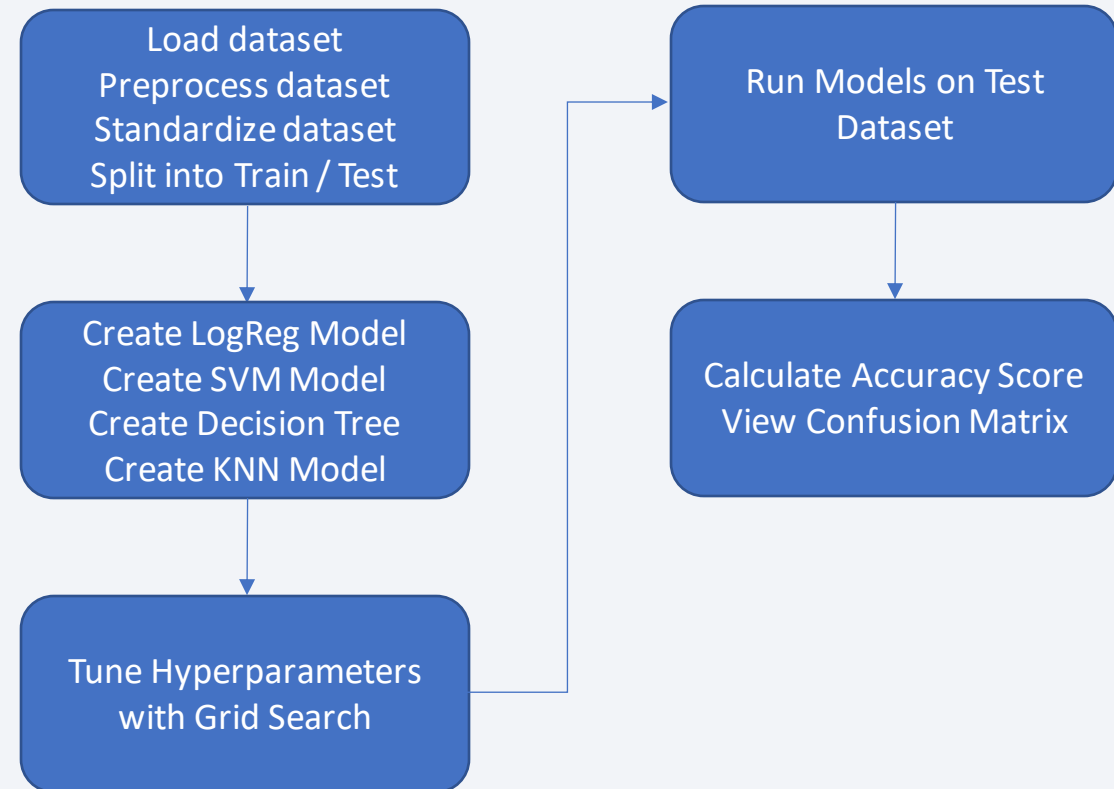 Load dataset
Preprocess dataset
Standardize dataset
Split into Train / Test
Create LogReg Model
Create SVM Model
Create Decision Tree
Create KNN Model
Tune Hyperparameters
with Grid Search
Run Models on Test
Dataset
Calculate Accuracy Score
View Confusion Matrix